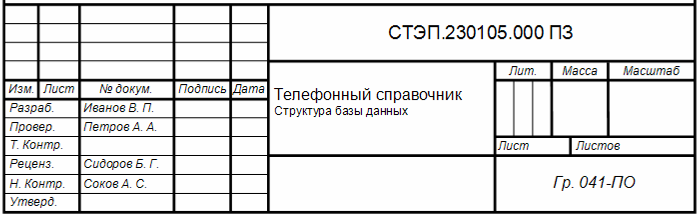 СТЭП.230105.000 ПЗ
Изм. Лист № докум. Подпись Дата
Разраб. Иванов В. П.
Провер. Петров А. А.
Т. Контр.
Реценз. Сидоров Б. Г.
Н. Контр. Соков А. С.
Утверд.
Телефонный справочник
Структура базы данных
Лит. Масса Масштаб
Лист Листов
Гр. 041-ПО